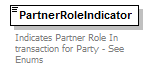 PartnerRoleIndicator
Indicates Partner Role In
transaction for Party - See
Enums